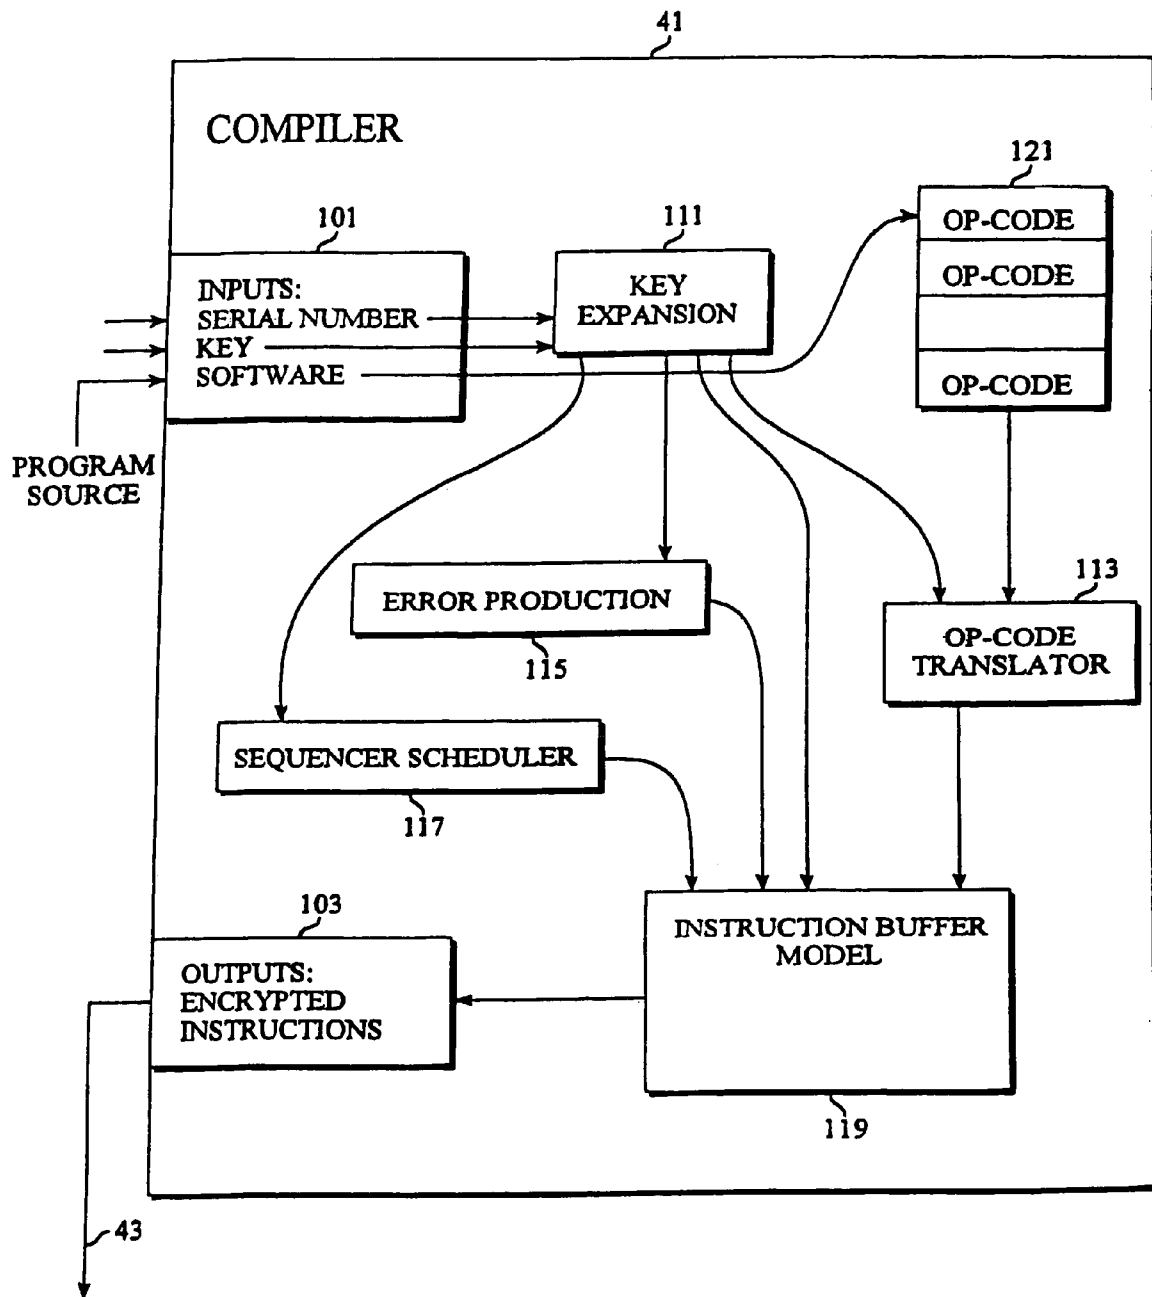 41
COMPILER
121
OP-CODE
OP-CODE
OP-CODE
101
INPUTS:
SERIAL NUMBER
KEY
SOFTWARE
111
KEY
EXPANSION
PROGRAM
SOURCE
ERROR PRODUCTION
115
113
OP-CODE
TRANSLATOR
SEQUENCER SCHEDULER
117
103
OUTPUTS:
ENCRYPTED
INSTRUCTIONS
INSTRUCTION BUFFER
MODEL
119
43